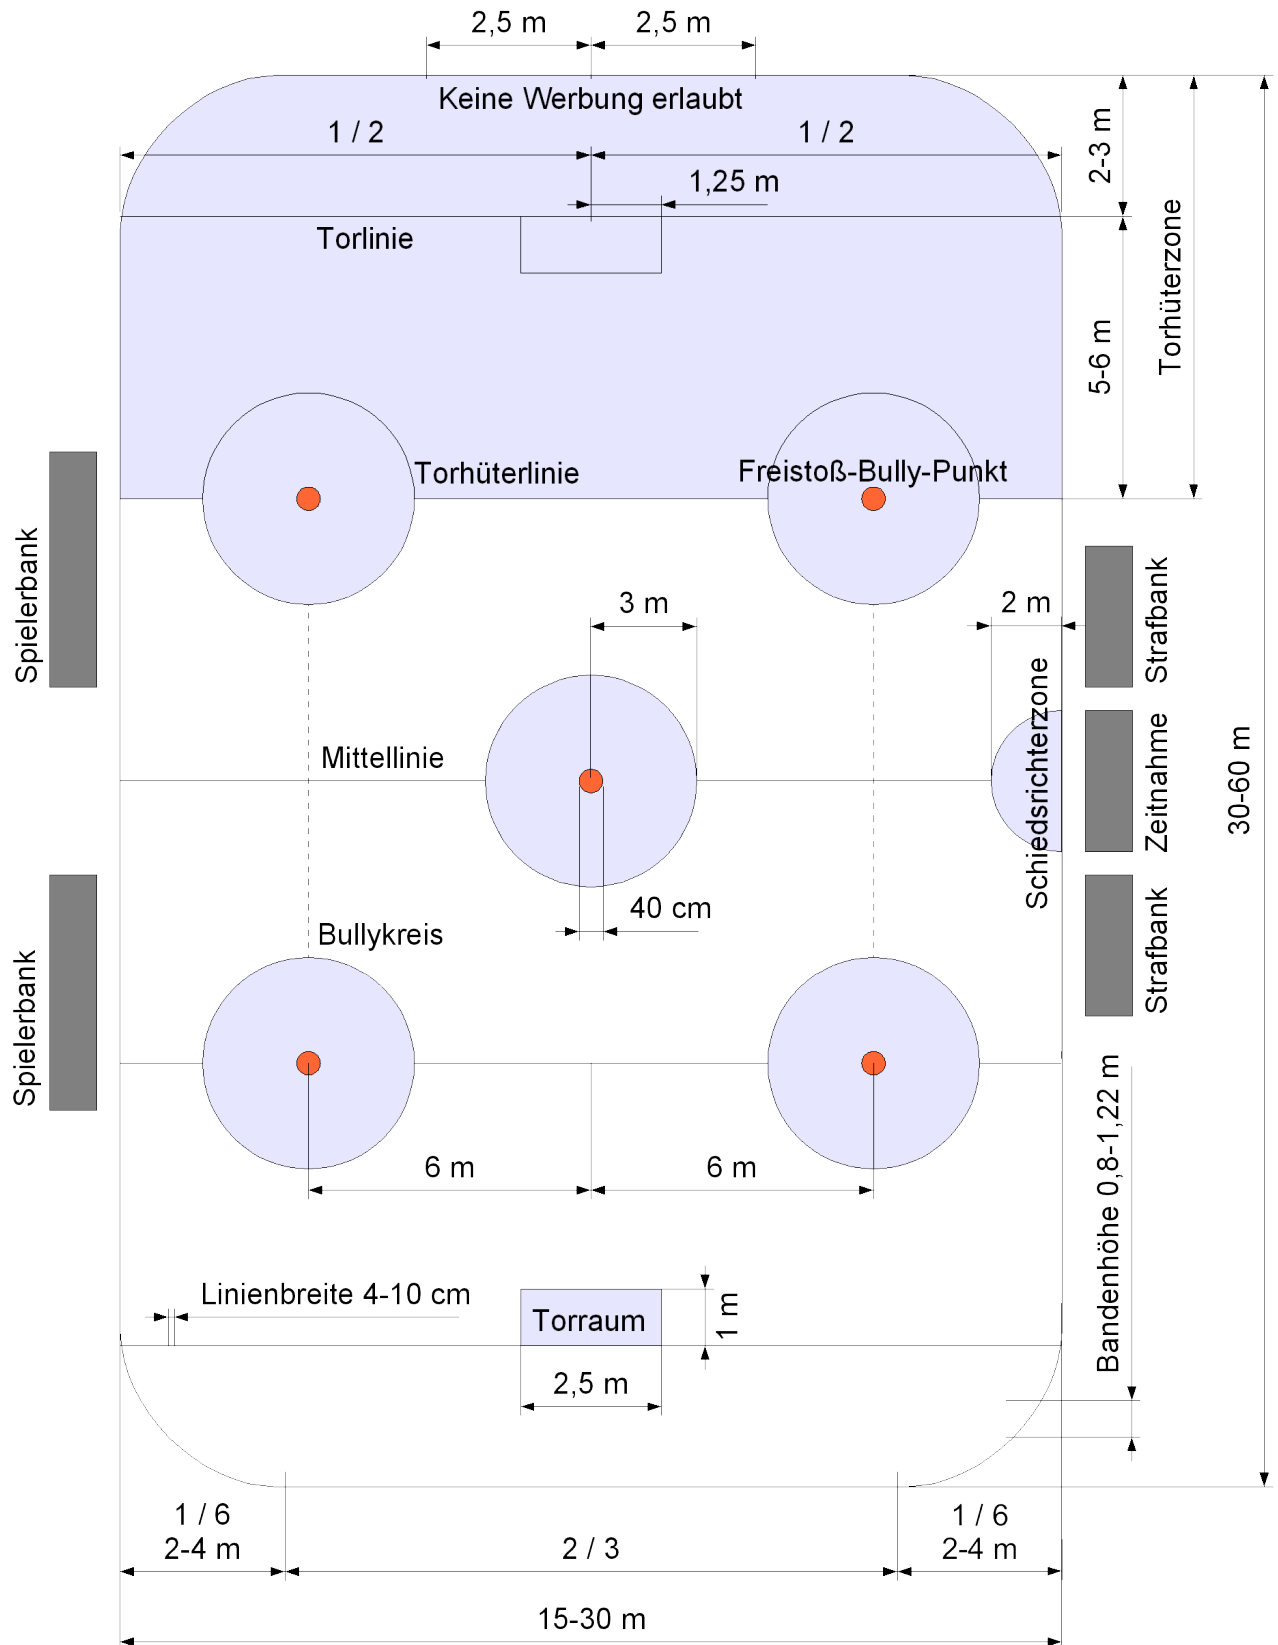 2,5 m
2,5 m
Keine Werbung erlaubt
1 / 2
1 / 2
2-3 m
1,25 m
Torlinie
Torhüterzone
5-6 m
Torhüterlinie
Freistoß-Bully-Punkt
Spielerbank
Strafbank
3 m
2 m
Schiedsrichterzone
Zeitnahme
30-60 m
Mittellinie
40 cm
Bullykreis
Strafbank
Spielerbank
6 m
6 m
Bandenhöhe 0,8-1,22 m
Linienbreite 4-10 cm
Torraum
1 m
2,5 m
1 / 6
2-4 m
2 / 3
1 / 6
2-4 m
15-30 m